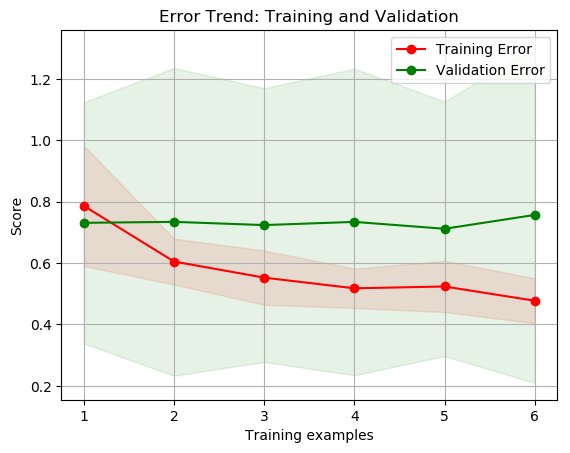 Error Trend: Training and Validation
Training Error
Validation Error
Score
1.2
1.0
0.8
0.6
0.4
0.2
1 2 3 4 5 6
Training examples